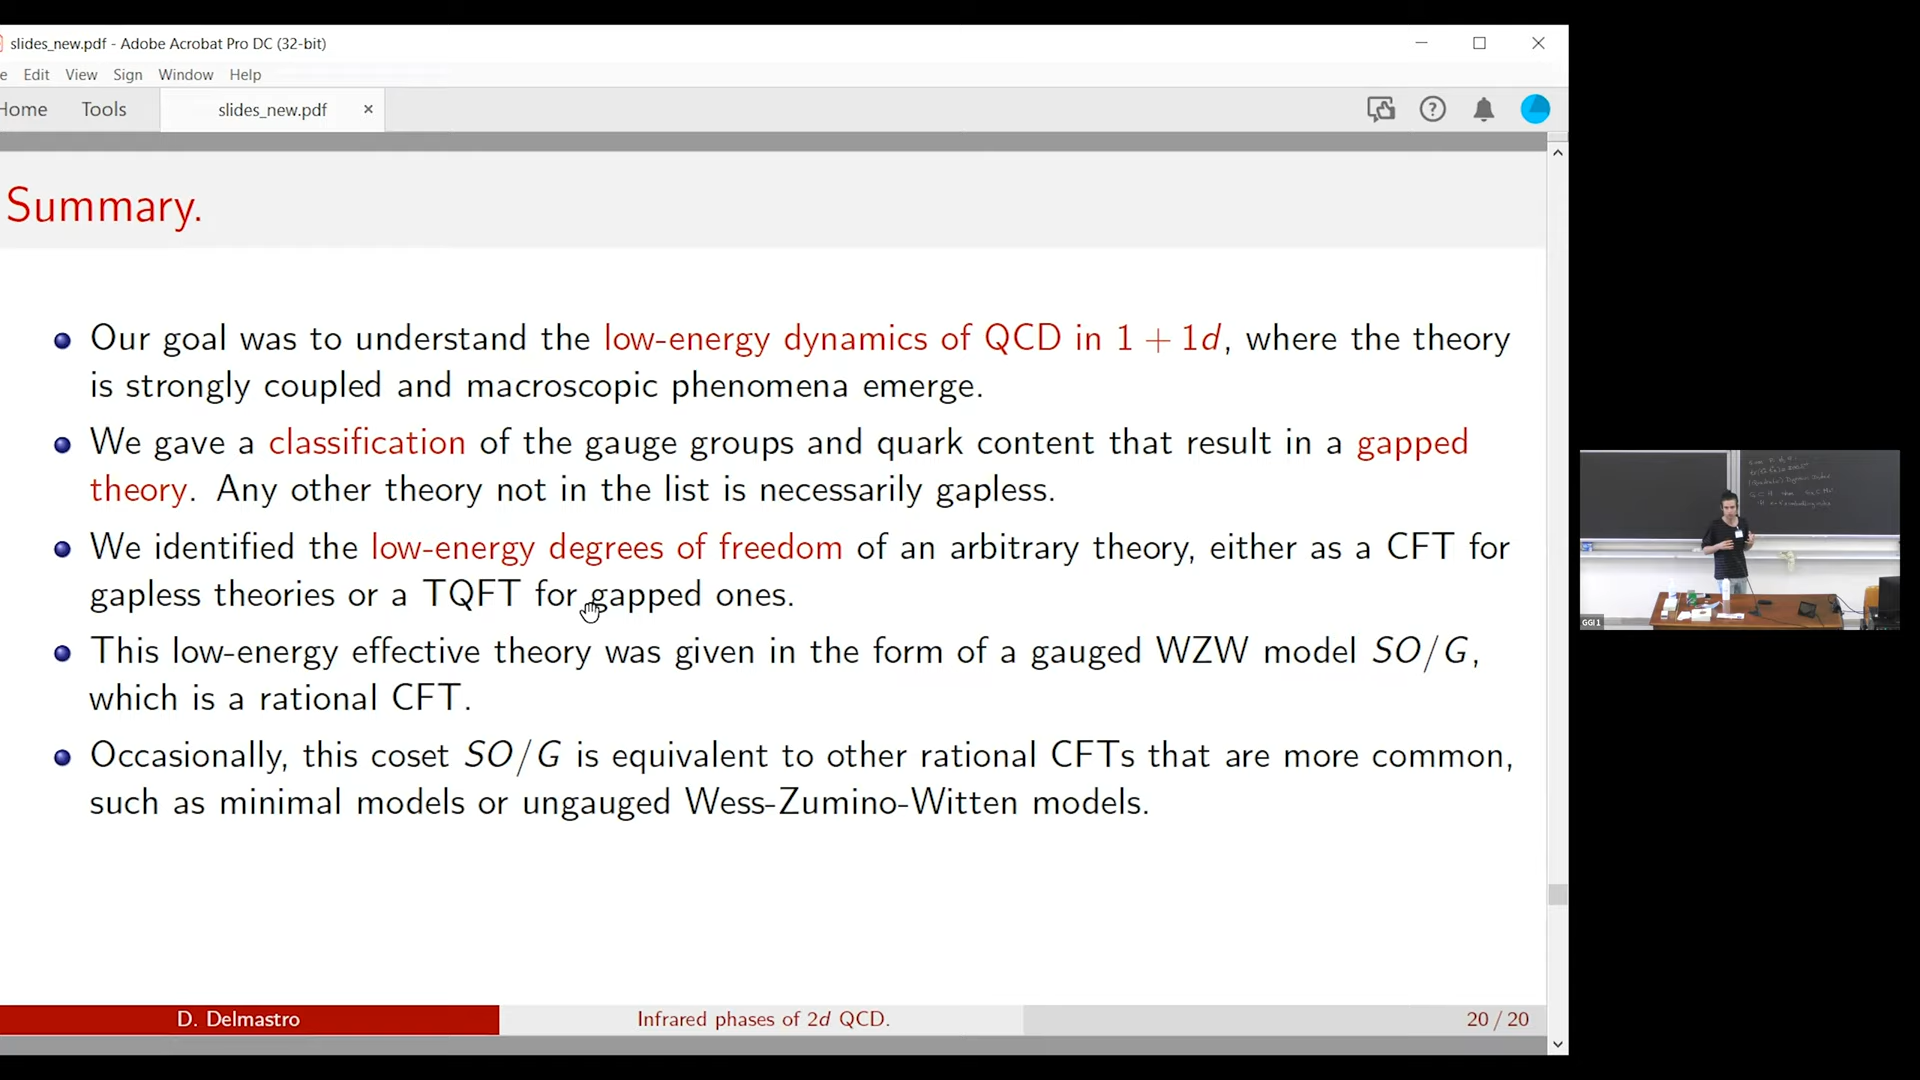 slides_new.pdf - Adobe Acrobat Pro DC (32-bit)
Edit View Sign Window Help
Home Tools slides_new.pdf
Summary.
Our goal was to understand the low-energy dynamics of QCD in 1 + 1d, where the theory
is strongly coupled and macroscopic phenomena emerge.
We gave a classification of the gauge groups and quark content that result in a gapped
theory. Any other theory not in the list is necessarily gapless.
We identified the low-energy degrees of freedom of an arbitrary theory, either as a CFT for
gapless theories or a TQFT for gapped ones.
This low-energy effective theory was given in the form of a gauged WZW model SO/G,
which is a rational CFT.
Occasionally, this coset SO/G is equivalent to other rational CFTs that are more common,
such as minimal models or ungauged Wess-Zumino-Witten models.
D. Delmastro Infrared phases of 2d QCD. 20 / 20
GGI 1